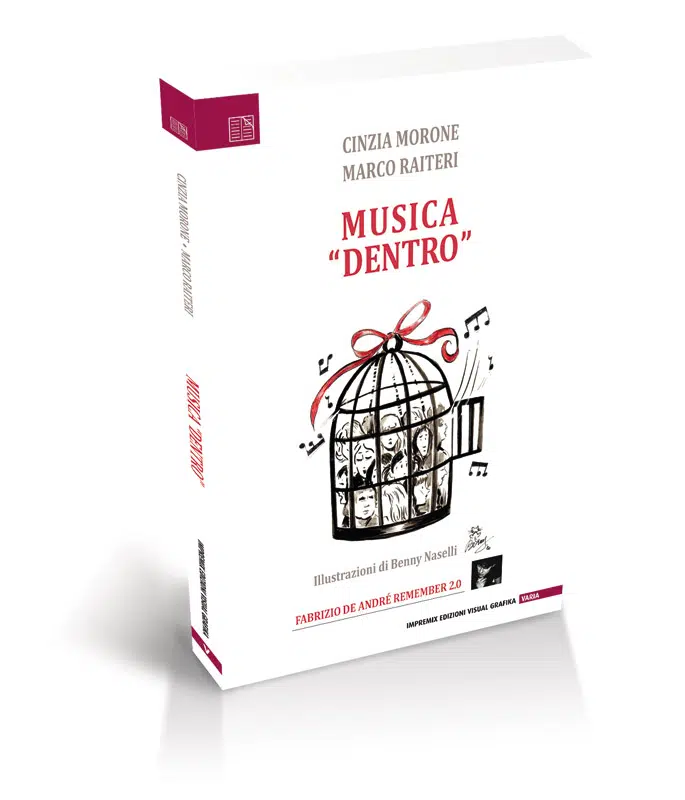 CINZIA MORONE
MARCO RAITERI
MUSICA
“DENTRO”
Illustrazioni di Benny Naselli
FABRIZIO DE ANDRÉ REMEMBER 2.0
IMPREMIX EDIZIONI VISUAL GRAFIKA VARIA
CINZIA MORONE • MARCO RAITERI
MUSICA “DENTRO”
V